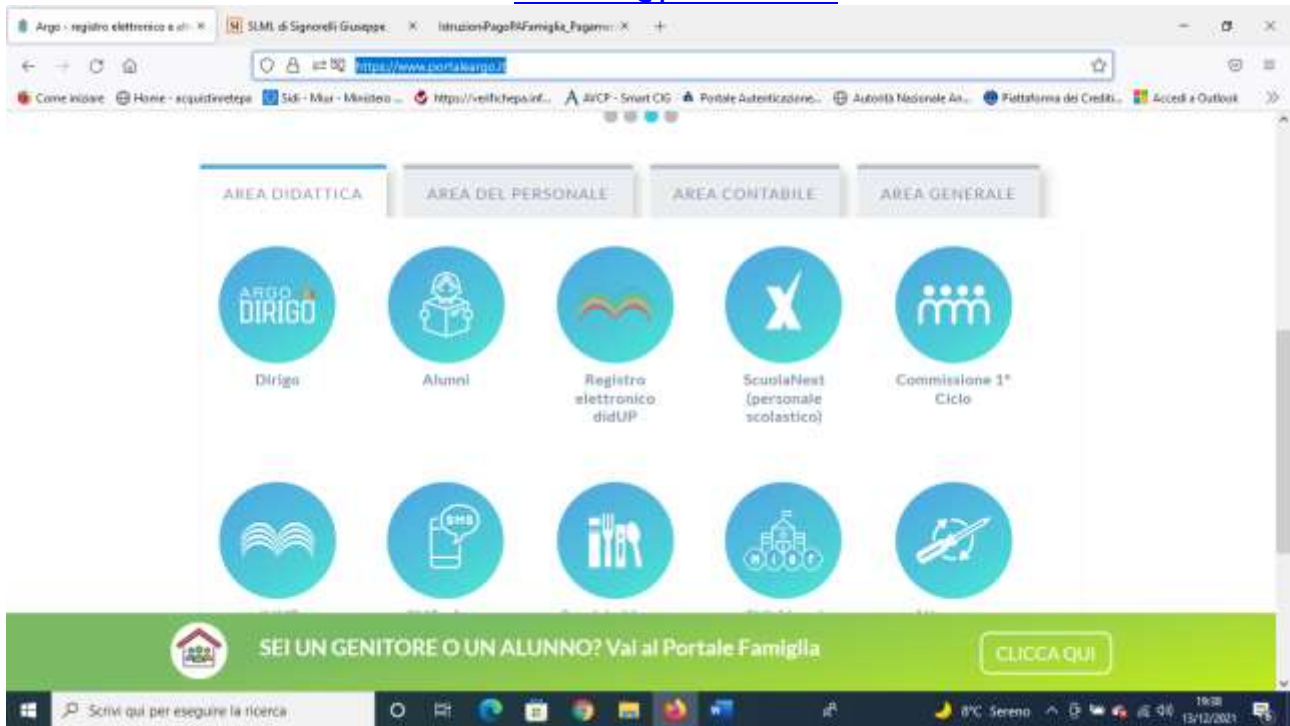 Argo - registro elettronico e alt
SLML di Signorelli Giuseppe
IstruzioniPagoPAFamiglia_Pagamen
https://www.portaleargo.it
Come iniziare
Home - acquistinretepa
Sidi - Miur - Ministero ...
https://verifichepa.inf...
AVCP - Smart CIG
Portale Autenticazione...
Autorità Nazionale An...
Piattaforma dei Crediti...
Accedi a Outlook
AREA DIDATTICA
AREA DEL PERSONALE
AREA CONTABILE
AREA GENERALE
ARGO
DIRIGO
Dirigo
Alunni
Registro
elettronico
didUP
ScuolaNext
(personale
scolastico)
Commissione 1°
Ciclo
SMS
SEI UN GENITORE O UN ALUNNO? Vai al Portale Famiglia
CLICCA QUI
Scrivi qui per eseguire la ricerca
8°C Sereno
19:38
13/12/2021